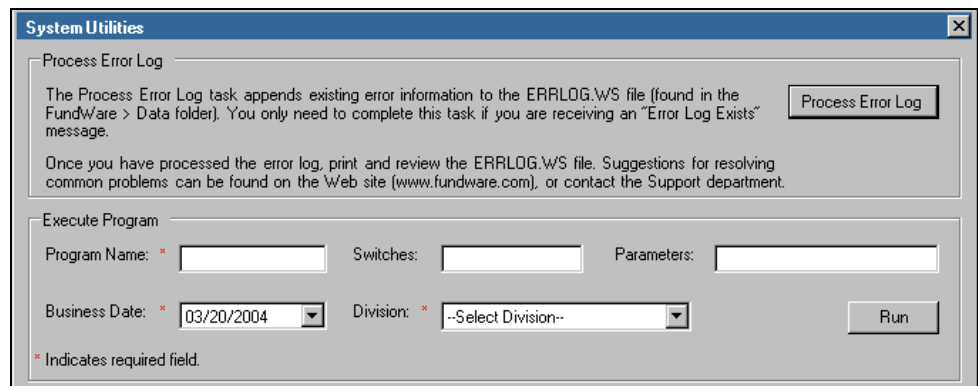 System Utilities
Process Error Log
The Process Error Log task appends existing error information to the ERRLOG.WS file (found in the
FundWare > Data folder). You only need to complete this task if you are receiving an "Error Log Exists"
message.
Process Error Log
Once you have processed the error log, print and review the ERRLOG.WS file. Suggestions for resolving
common problems can be found on the Web site (www.fundware.com), or contact the Support department.
Execute Program
Program Name: * Switches: Parameters:
Business Date: * 03/20/2004 Division: * --Select Division-- Run
* Indicates required field.